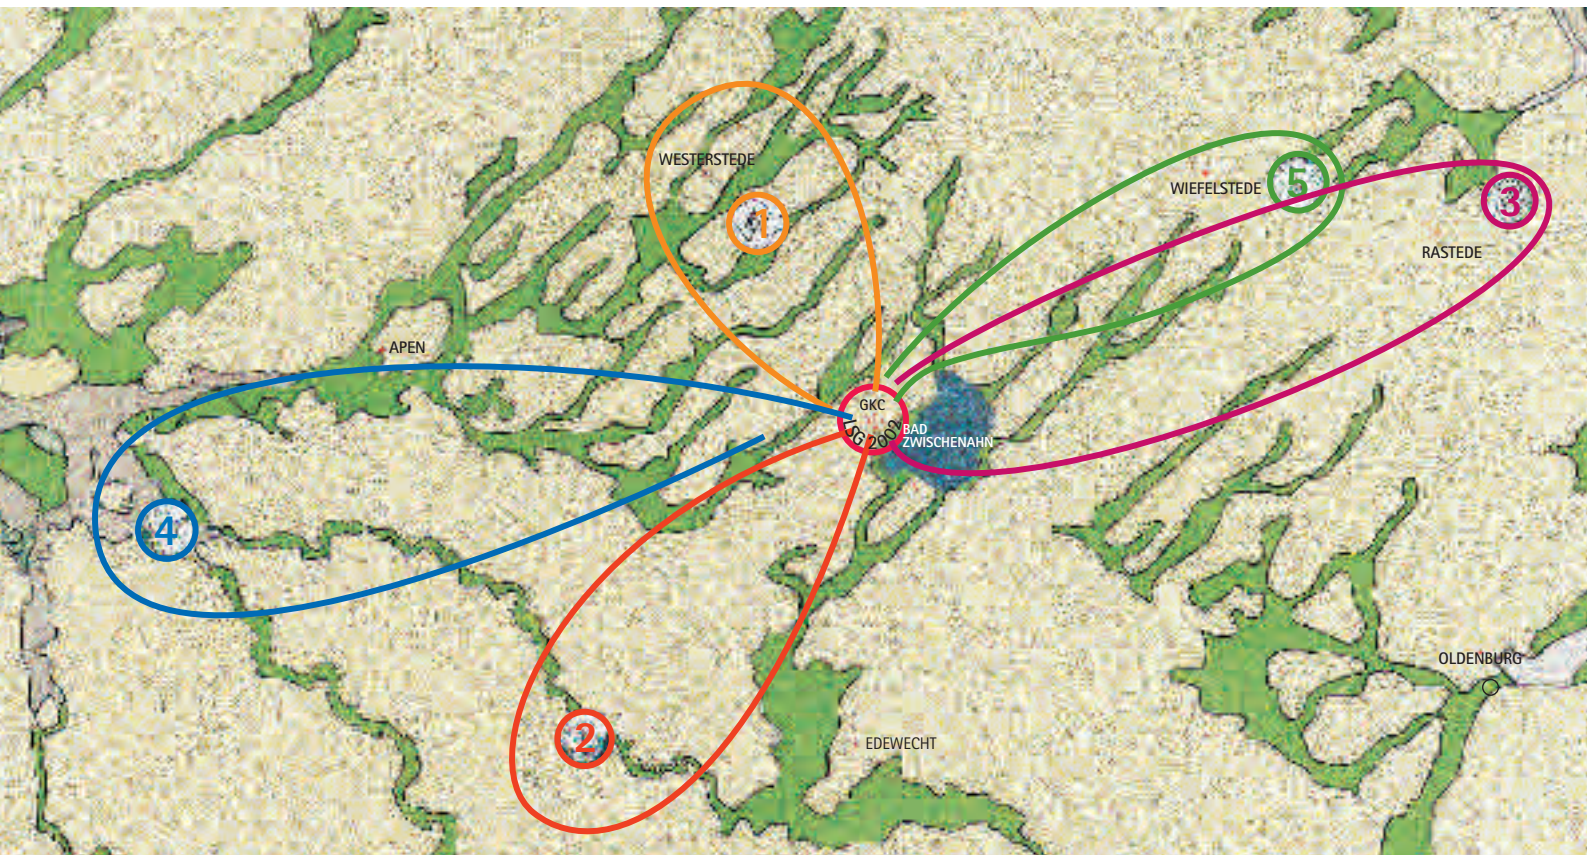 WESTERSTEDE
1
WIEFELSTEDE
5
3
RASTEDE
APEN
GKC
LSG 2002
BAD
ZWISCHENAHN
4
2
EDEWECHT
OLDENBURG